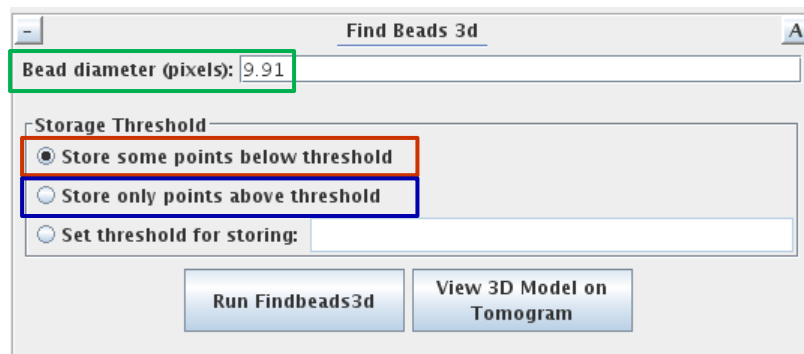 - Find Beads 3d A
Bead diameter (pixels): 9.91
Storage Threshold
Store some points below threshold
Store only points above threshold
Set threshold for storing:
Run Findbeads3d
View 3D Model on
Tomogram